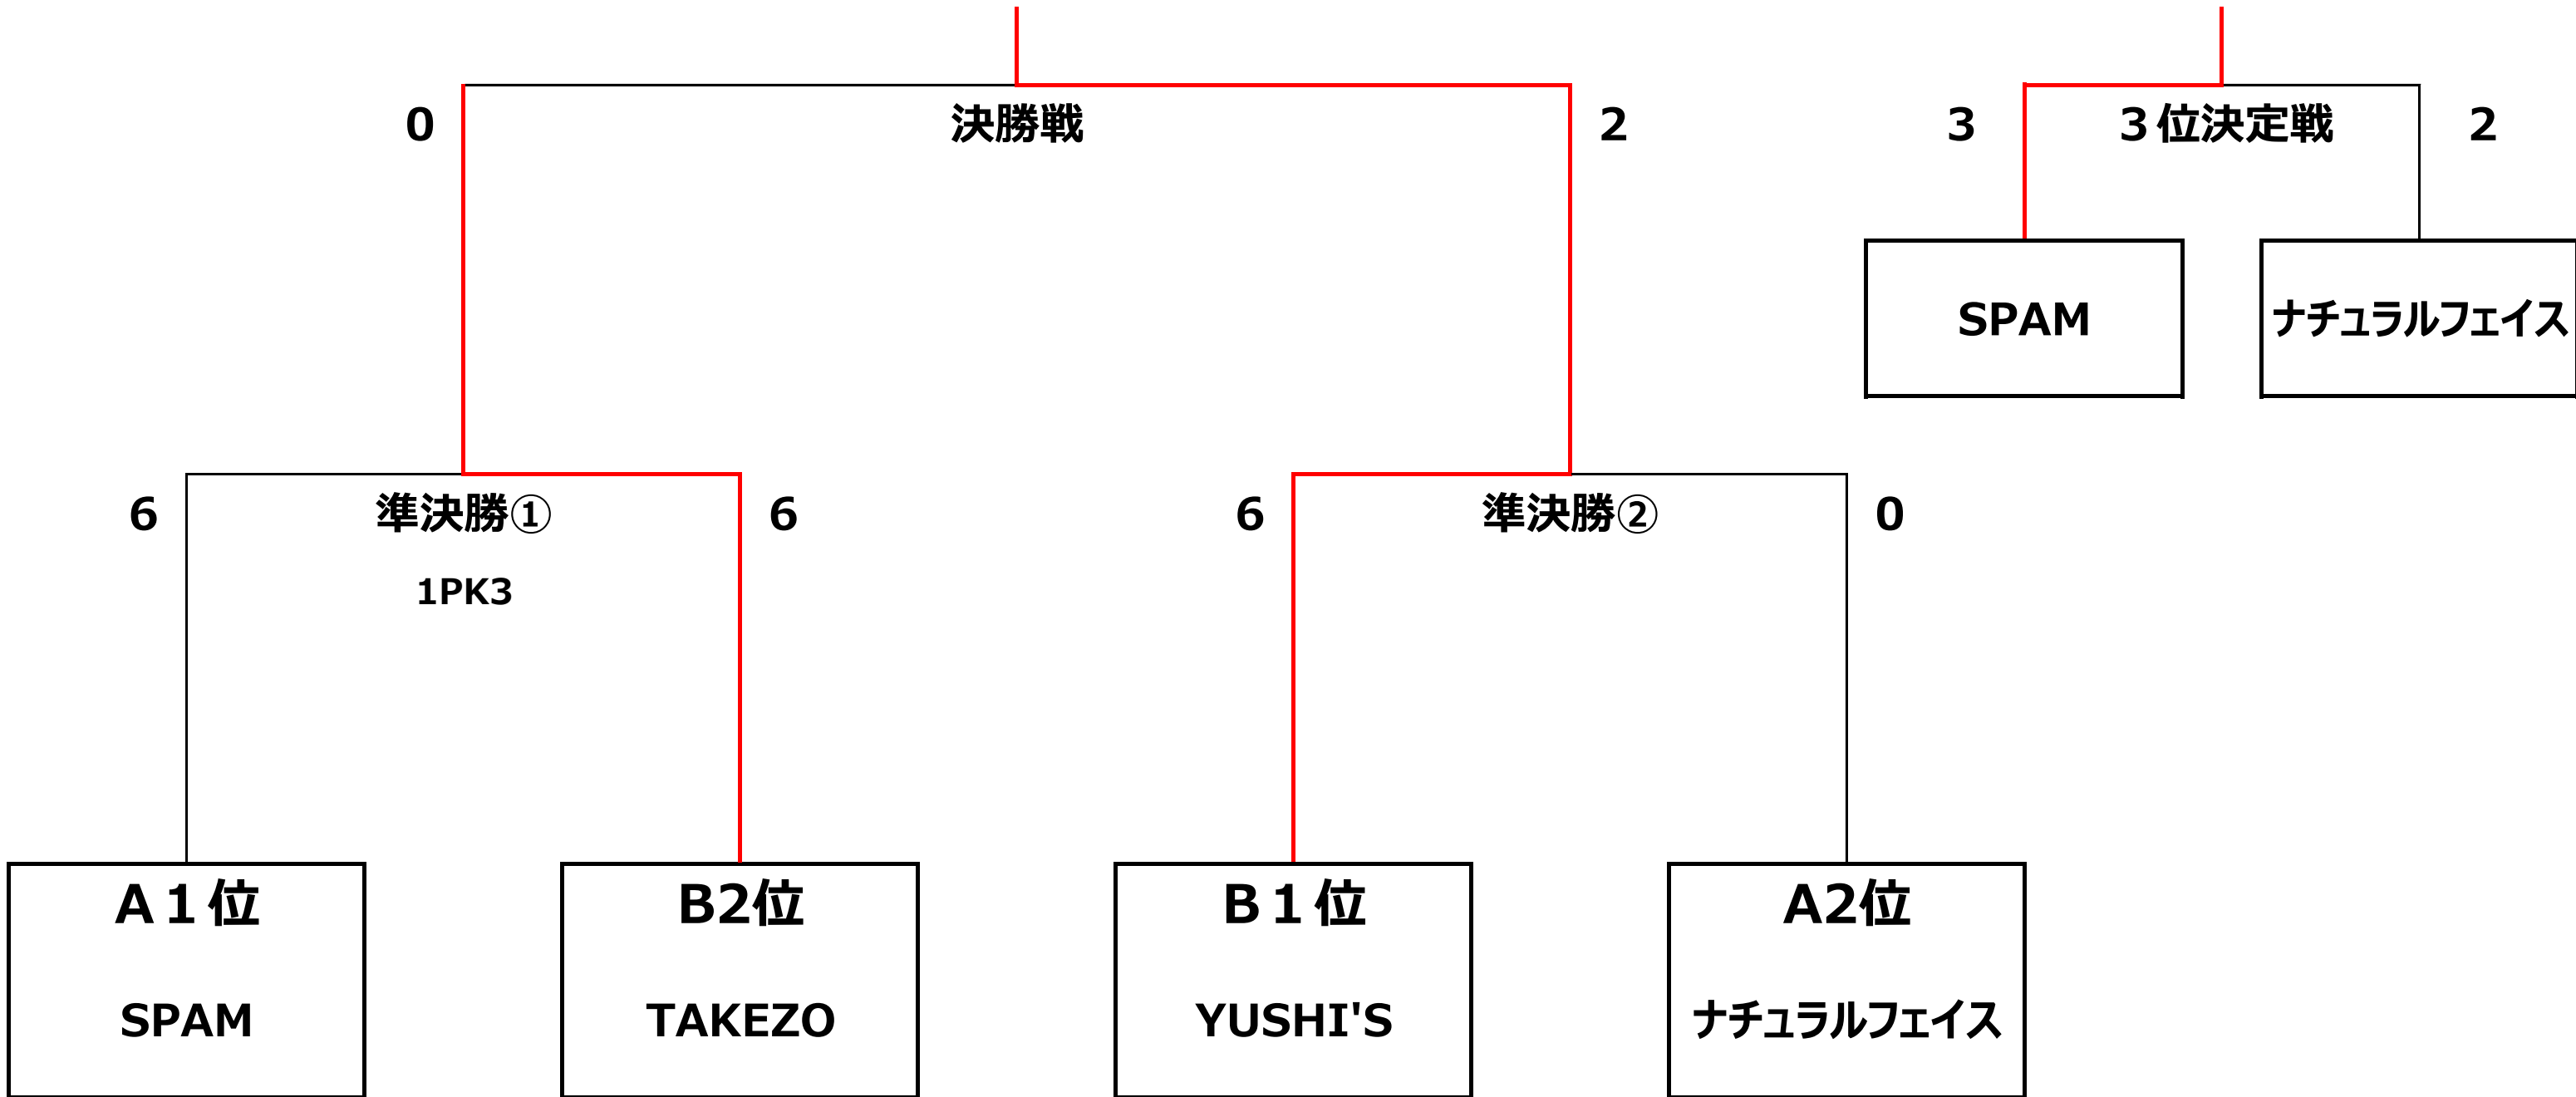 0 決勝戦 2 3 ３位決定戦 2
SPAM ナチュラルフェイス
6 準決勝① 6 6 準決勝② 0
1PK3
A１位 B2位 B１位 A2位
SPAM TAKEZO YUSHI'S ナチュラルフェイス